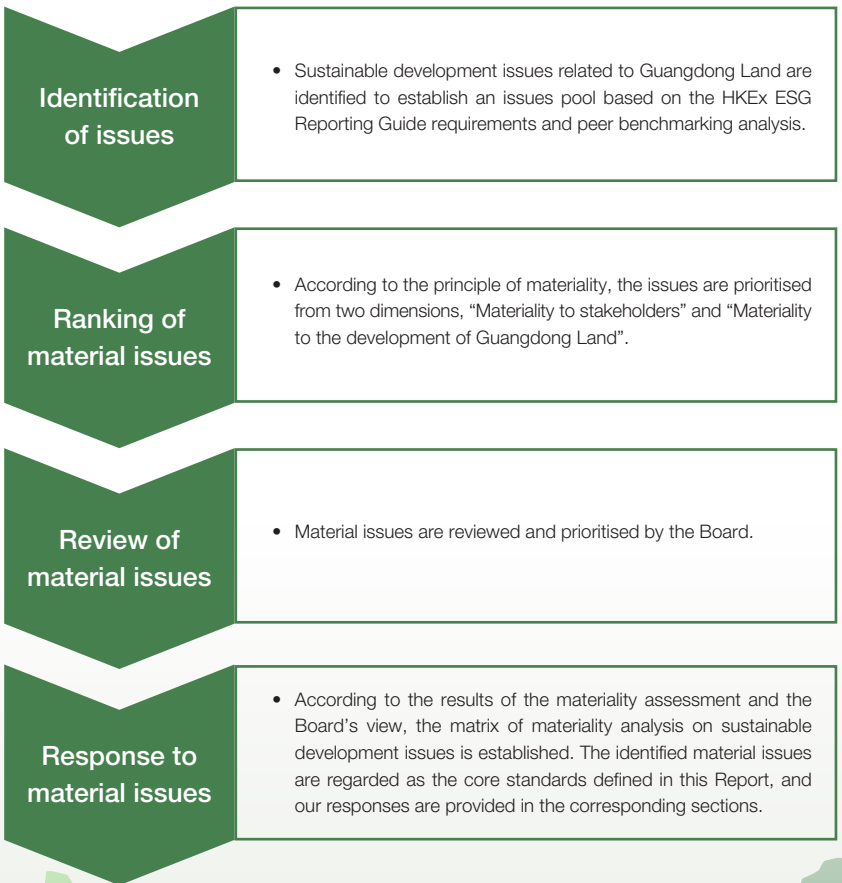 Identification
of issues
• Sustainable development issues related to Guangdong Land are
identified to establish an issues pool based on the HKEx ESG
Reporting Guide requirements and peer benchmarking analysis.
Ranking of
material issues
• According to the principle of materiality, the issues are prioritised
from two dimensions, “Materiality to stakeholders” and “Materiality
to the development of Guangdong Land”.
Review of
material issues
• Material issues are reviewed and prioritised by the Board.
Response to
material issues
• According to the results of the materiality assessment and the
Board’s view, the matrix of materiality analysis on sustainable
development issues is established. The identified material issues
are regarded as the core standards defined in this Report, and
our responses are provided in the corresponding sections.